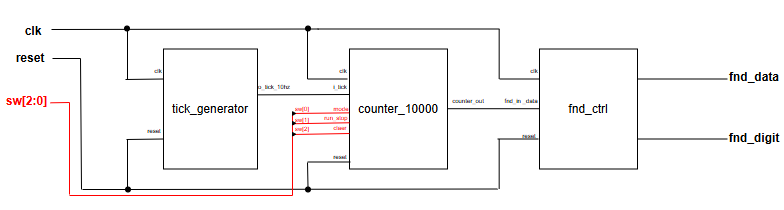 clk
reset
sw[2:0]
clk
o_tick_10hz
tick_generator
reset
clk
i_tick
sw[0]
mode
sw[1]
run_stop
sw[2]
claer
counter_10000
reset
counter_out
clk
fnd_in_data
fnd_ctrl
reset
fnd_data
fnd_digit